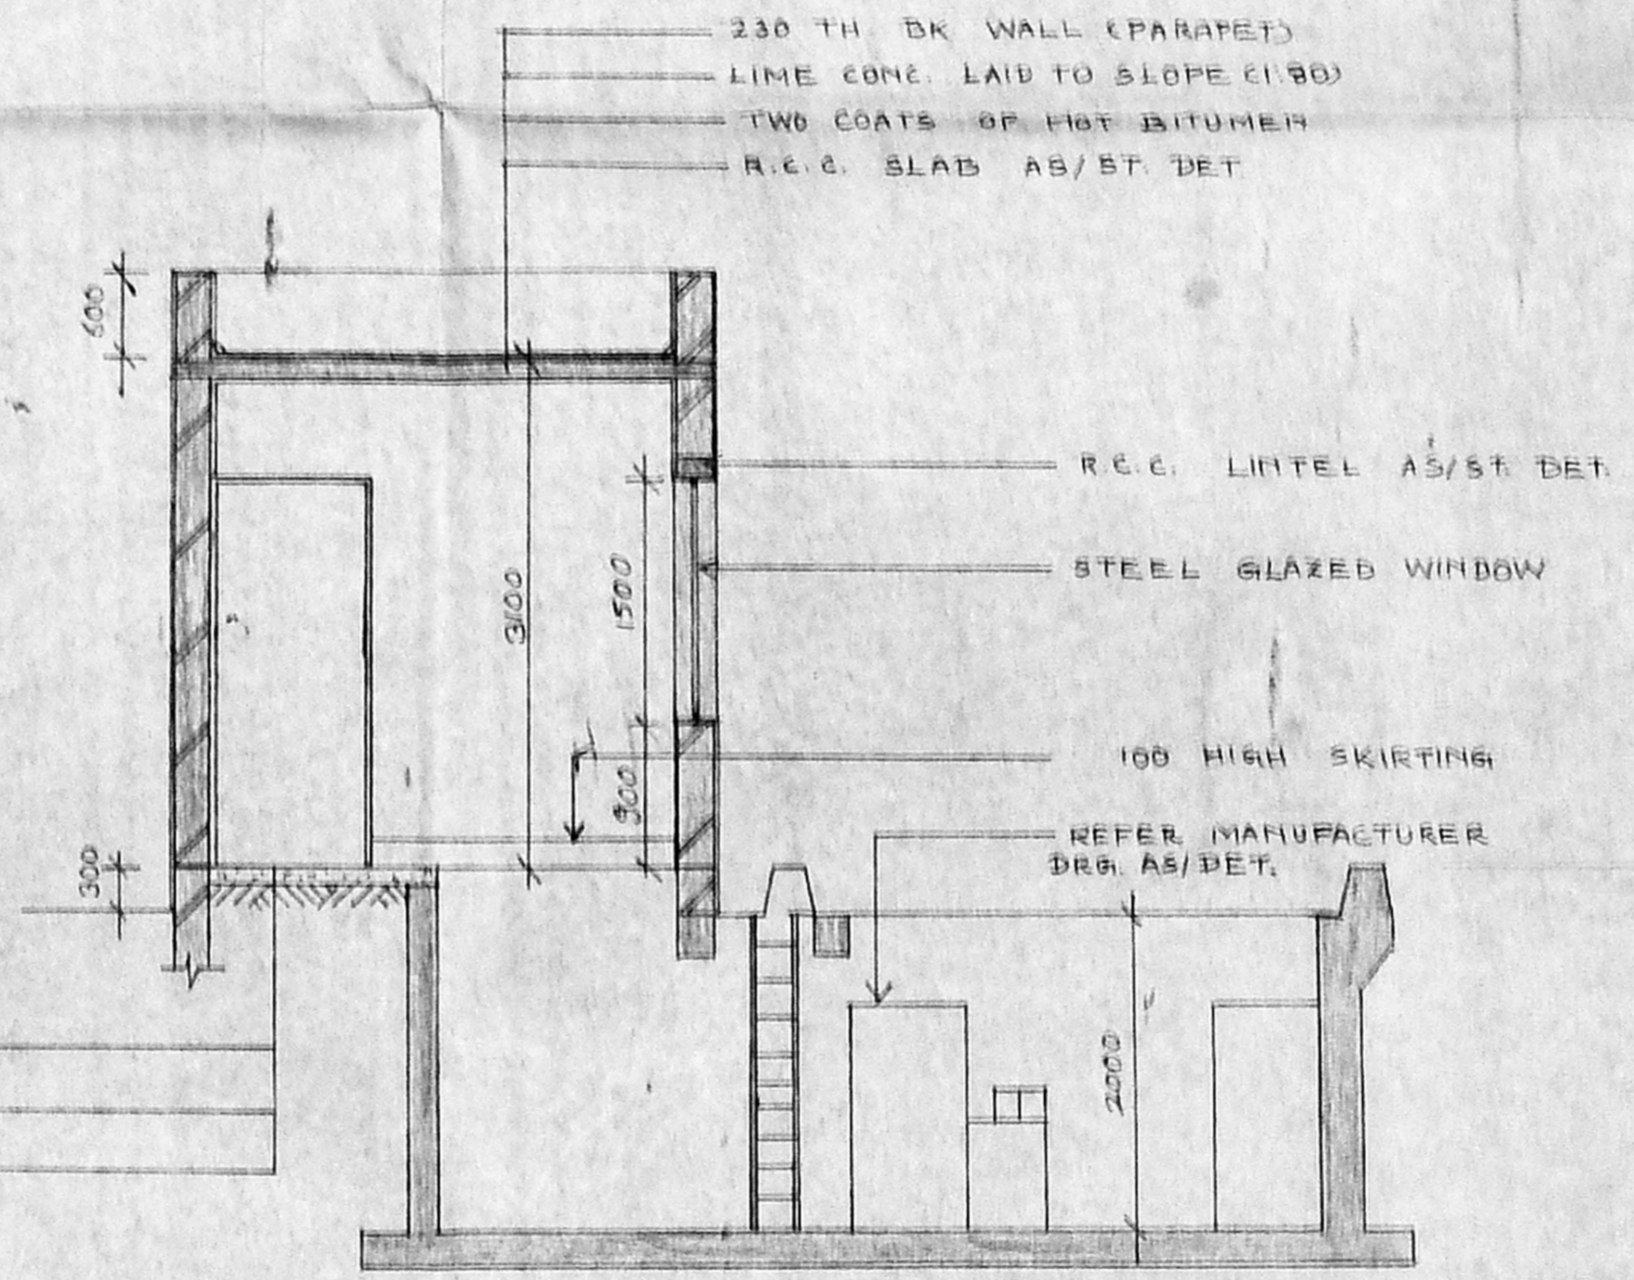 230 TH BK WALL (PARAPET)
LIME CONC. LAID TO SLOPE (1:80)
TWO COATS OF HOT BITUMEN
R.C.C. SLAB AS/ST. DET
600
R.C.C. LINTEL AS/ST. DET.
STEEL GLAZED WINDOW
3100
1500
100 HIGH SKIRTING
900
REFER MANUFACTURER
DRG. AS/DET.
300
2000